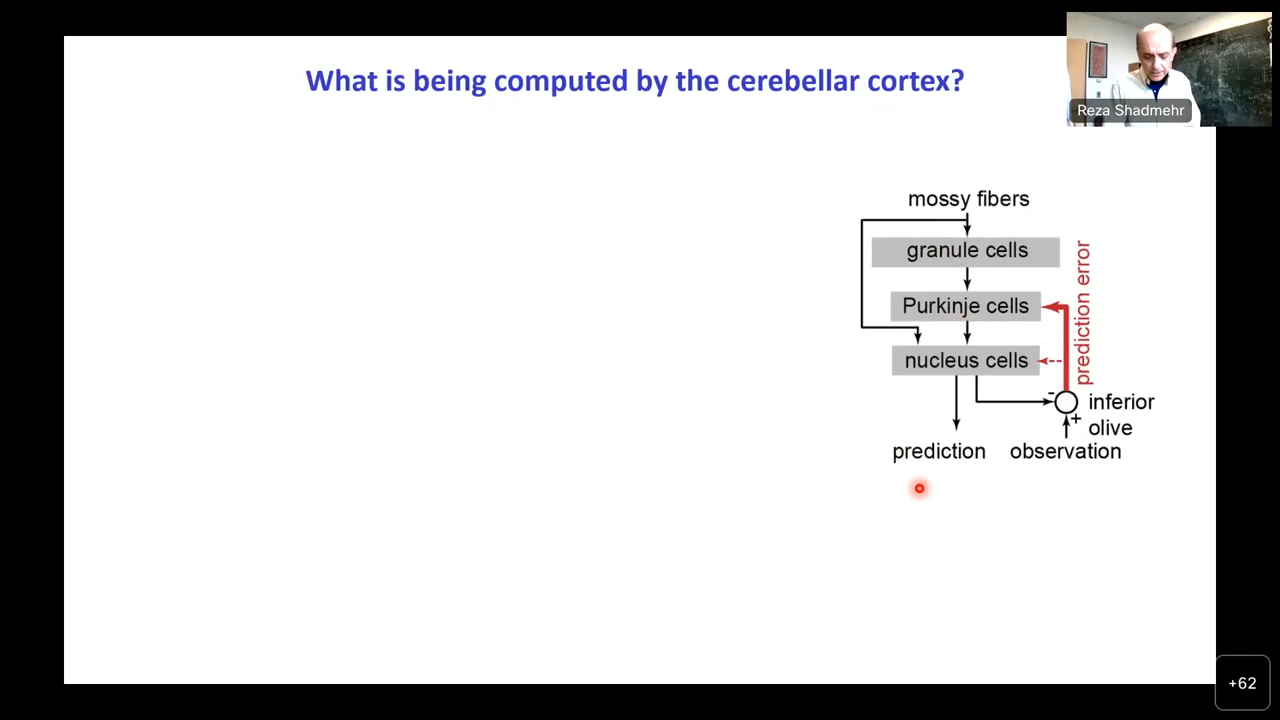 What is being computed by the cerebellar cortex?
Reza Shadmehr
mossy fibers
granule cells
Purkinje cells
nucleus cells
prediction error
-
+
inferior
olive
prediction
observation
+62